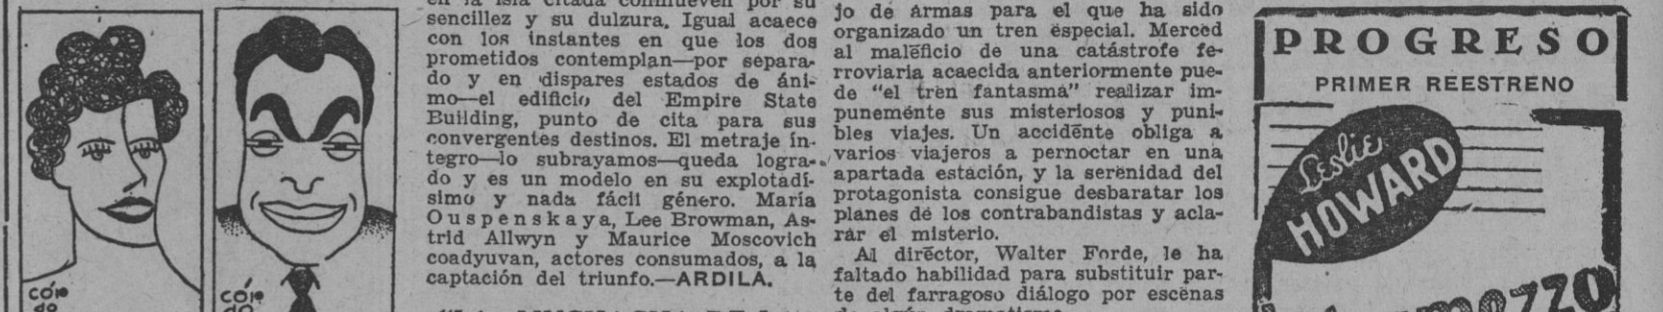 sencillez y su dulzura. Igual acaece
con los instantes en que los dos
prometidos contemplan—por separa-
do y en dispares estados de áni-
mo—el edificio del Empire State
Building, punto de cita para sus
convergentes destinos. El metraje ín-
tegro—lo subrayamos—queda logra-
do y es un modelo en su explotadí-
simo y nada fácil género. María
Ouspenskaya, Lee Browman, As-
trid Allwyn y Maurice Moscovich
coadyuvan, actores consumados, a la
captación del triunfo.—ARDILA.
jo de armas para el que ha sido
organizado un tren especial. Merced
al maleficio de una catástrofe fe-
rroviaria acaecida anteriormente pue-
de "el tren fantasma" realizar im-
punemente sus misteriosos y puni-
bles viajes. Un accidente obliga a
varios viajeros a pernoctar en una
apartada estación, y la serenidad del
protagonista consigue desbaratar los
planes de los contrabandistas y acla-
rar el misterio.
Al director, Walter Forde, le ha
faltado habilidad para substituir par-
te del farragoso diálogo por escenas
PROGRESO
PRIMER REESTRENO
Leslie
HOWARD